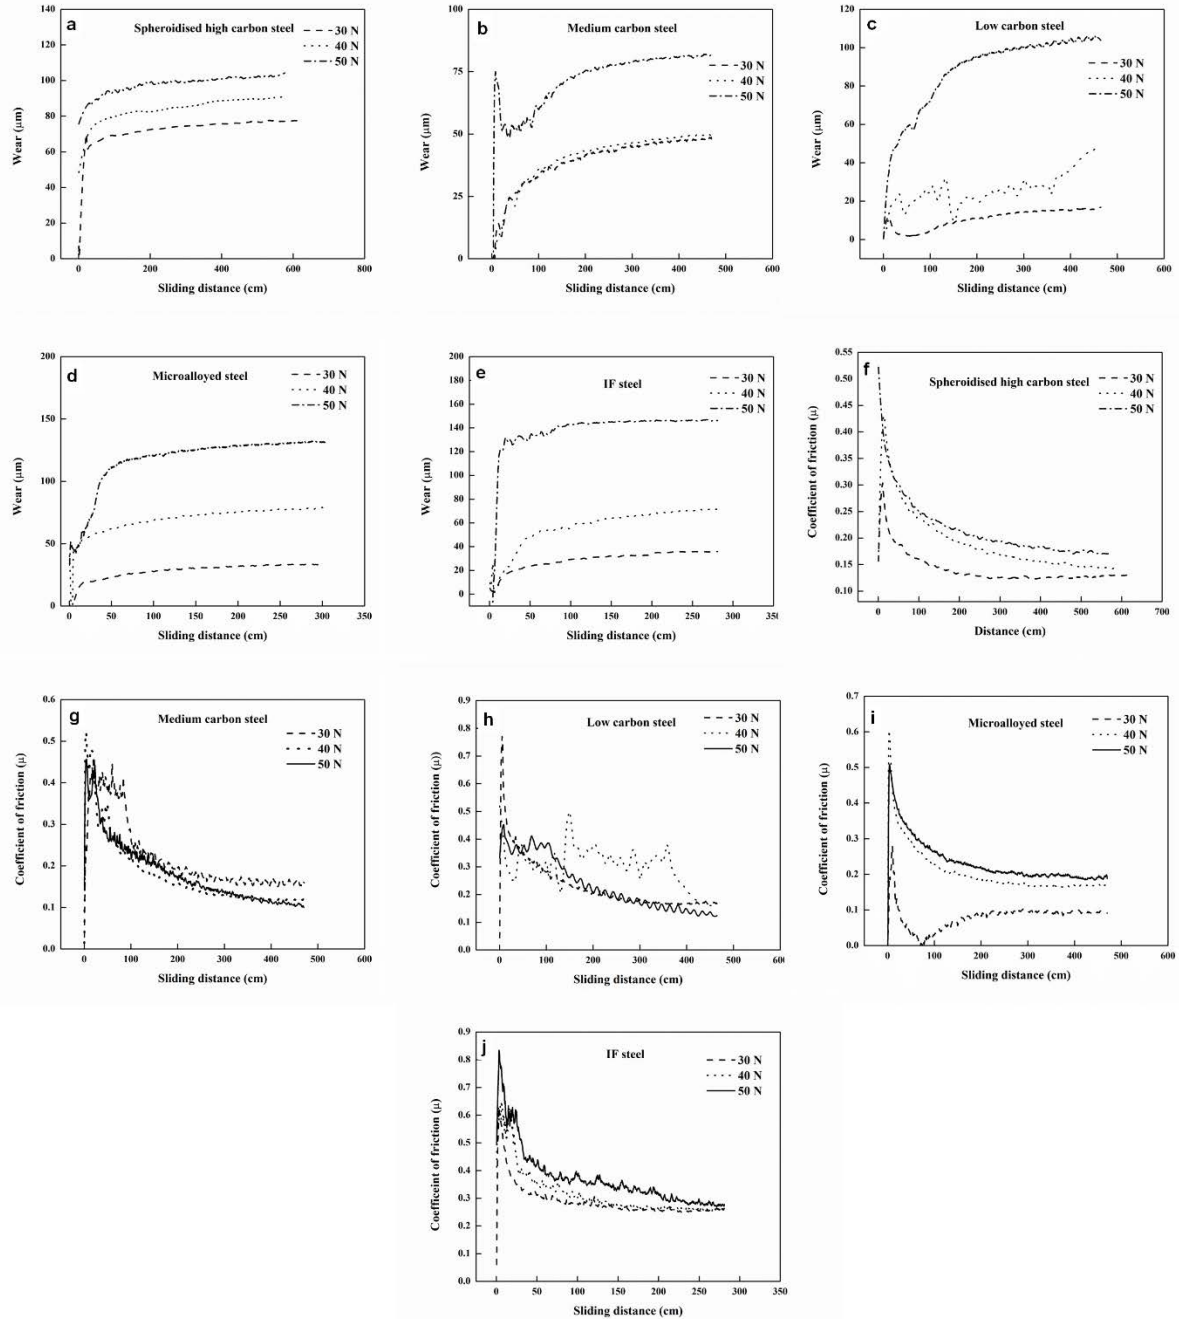 a
Spheroidised high carbon steel
30 N
40 N
50 N
140
120
100
80
60
40
20
0
Wear (μm)
0 200 400 600 800
Sliding distance (cm)
b
Medium carbon steel
30 N
40 N
50 N
100
75
50
25
0
Wear (μm)
0 100 200 300 400 500 600
Sliding distance (cm)
c
Low carbon steel
30 N
40 N
50 N
120
100
80
60
40
20
0
Wear (μm)
0 100 200 300 400 500 600
Sliding distance (cm)
d
Microalloyed steel
30 N
40 N
50 N
200
150
100
50
0
Wear (μm)
0 50 100 150 200 250 300 350
Sliding distance (cm)
e
IF steel
30 N
40 N
50 N
200
180
160
140
120
100
80
60
40
20
0
Wear (μm)
0 50 100 150 200 250 300 350
Sliding distance (cm)
f
Spheroidised high carbon steel
30 N
40 N
50 N
0.55
0.50
0.45
0.40
0.35
0.30
0.25
0.20
0.15
0.10
Coefficient of friction (μ)
0 100 200 300 400 500 600 700
Distance (cm)
g
Medium carbon steel
30 N
40 N
50 N
0.6
0.5
0.4
0.3
0.2
0.1
0.0
Coefficient of friction (μ)
0 100 200 300 400 500 600
Sliding distance (cm)
h
Low carbon steel
30 N
40 N
50 N
0.9
0.8
0.7
0.6
0.5
0.4
0.3
0.2
0.1
0.0
Coefficient of friction (μ))
0 100 200 300 400 500 600
Sliding distance (cm)
i
Microalloyed steel
30 N
40 N
50 N
0.7
0.6
0.5
0.4
0.3
0.2
0.1
0.0
Coefficient of friction (μ)
0 100 200 300 400 500 600
Sliding distance (cm)
j
IF steel
30 N
40 N
50 N
0.9
0.8
0.7
0.6
0.5
0.4
0.3
0.2
0.1
0.0
Coefficeint of friction (μ)
0 50 100 150 200 250 300 350
Sliding distance (cm)